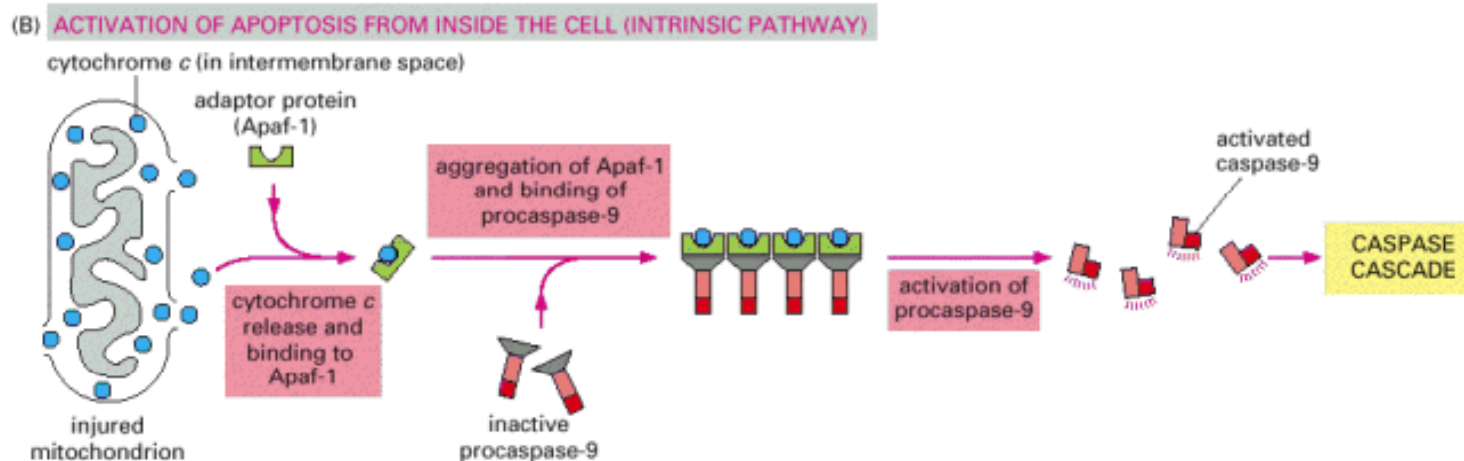 (B) ACTIVATION OF APOPTOSIS FROM INSIDE THE CELL (INTRINSIC PATHWAY)
cytochrome c (in intermembrane space)
adaptor protein
(Apaf-1)
aggregation of Apaf-1
and binding of
procaspase-9
activated
caspase-9
CASPASE
CASCADE
activation of
procaspase-9
cytochrome c
release and
binding to
Apaf-1
injured
mitochondrion
inactive
procaspase-9